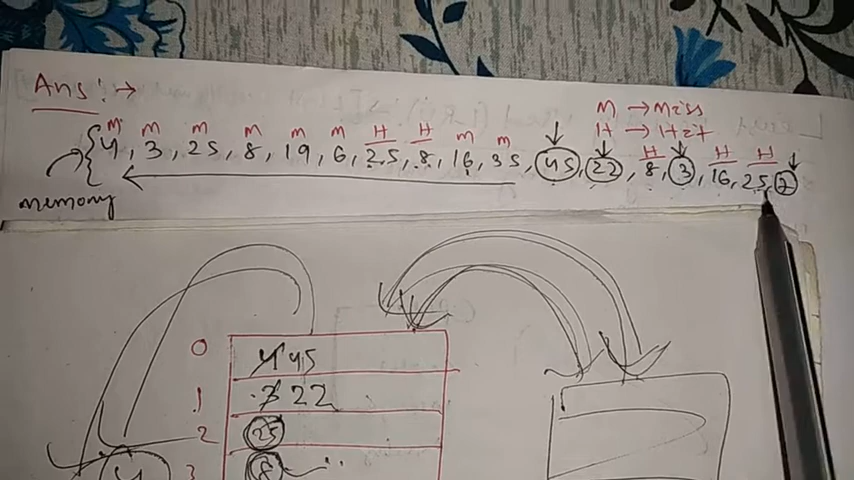 Ans:→
M → Miss
H → Hit
M M M M M M H H M M H H H
{4, 3, 25, 8, 19, 6, 25, 8, 16, 35, 45, 22, 8, 3, 16, 25, 7
memory
0 4 45
1 3 22
2 25
3 8
4